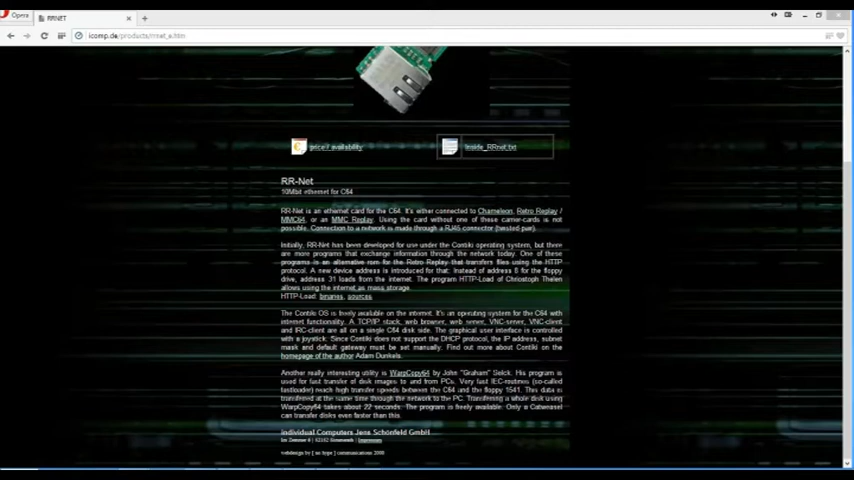 Opera
RRNET
icomp.de/products/rrnet_e.htm
price / availability
Inside_RRnet.txt
RR-Net
10Mbit ethernet for C64
RR-Net is an ethernet card for the C64. It's either connected to Chameleon, Retro Replay /
MMC64, or an MMC Replay. Using the card without one of these carrier-cards is not
possible. Connection to a network is made through a RJ45 connector (twisted pair).
Initially, RR-Net has been developed for use under the Contiki operating system, but there
are more programs that exchange information through the network today. One of these
programs is an alternative rom for the Retro Replay that transfers files using the HTTP
protocol. A new device address is introduced for that: Instead of address 8 for the floppy
drive, address 31 loads from the internet. The program HTTP-Load of Christoph Thelen
allows using the internet as mass storage.
HTTP-Load: binaries, sources
The Contiki OS is freely available on the internet. It's an operating system for the C64 with
internet functionality. A TCP/IP stack, web browser, web server, VNC-server, VNC-client
and IRC-client are all on a single C64 disk side. The graphical user interface is controlled
with a joystick. Since Contiki does not support the DHCP protocol, the IP address, subnet
mask and default gateway must be set manually. Find out more about Contiki on the
homepage of the author Adam Dunkels.
Another really interesting utility is WarpCopy64 by John "Graham" Selck. His program is
used for fast transfer of disk images to and from PCs. Very fast IEC-routines (so-called
fastloader) reach high transfer speeds between the C64 and the floppy 1541. This data is
transferred at the same time through the network to the PC. Transferring a whole disk using
WarpCopy64 takes about 22 seconds. The program is freely available. Only a Catweasel
can transfer disks even faster than this.
individual Computers Jens Schönfeld GmbH
Impressum
webdesign by [ no hype ] communications 2008